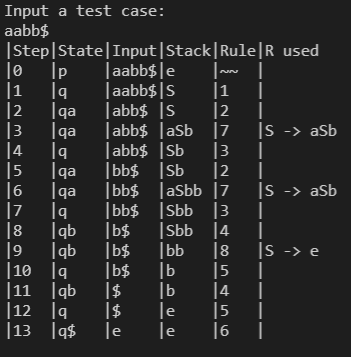 Input a test case:
aabb$
|Step|State|Input|Stack|Rule|R used
|0   |p    |aabb$|e    |~~  |
|1   |q    |aabb$|S    |1   |
|2   |qa   |abb$ |S    |2   |
|3   |qa   |abb$ |aSb  |7   |S -> aSb
|4   |q    |abb$ |Sb   |3   |
|5   |qa   |bb$  |Sb   |2   |
|6   |qa   |bb$  |aSbb |7   |S -> aSb
|7   |q    |bb$  |Sbb  |3   |
|8   |qb   |b$   |Sbb  |4   |
|9   |qb   |b$   |bb   |8   |S -> e
|10  |q    |b$   |b    |5   |
|11  |qb   |$    |b    |4   |
|12  |q    |$    |e    |5   |
|13  |q$   |e    |e    |6   |